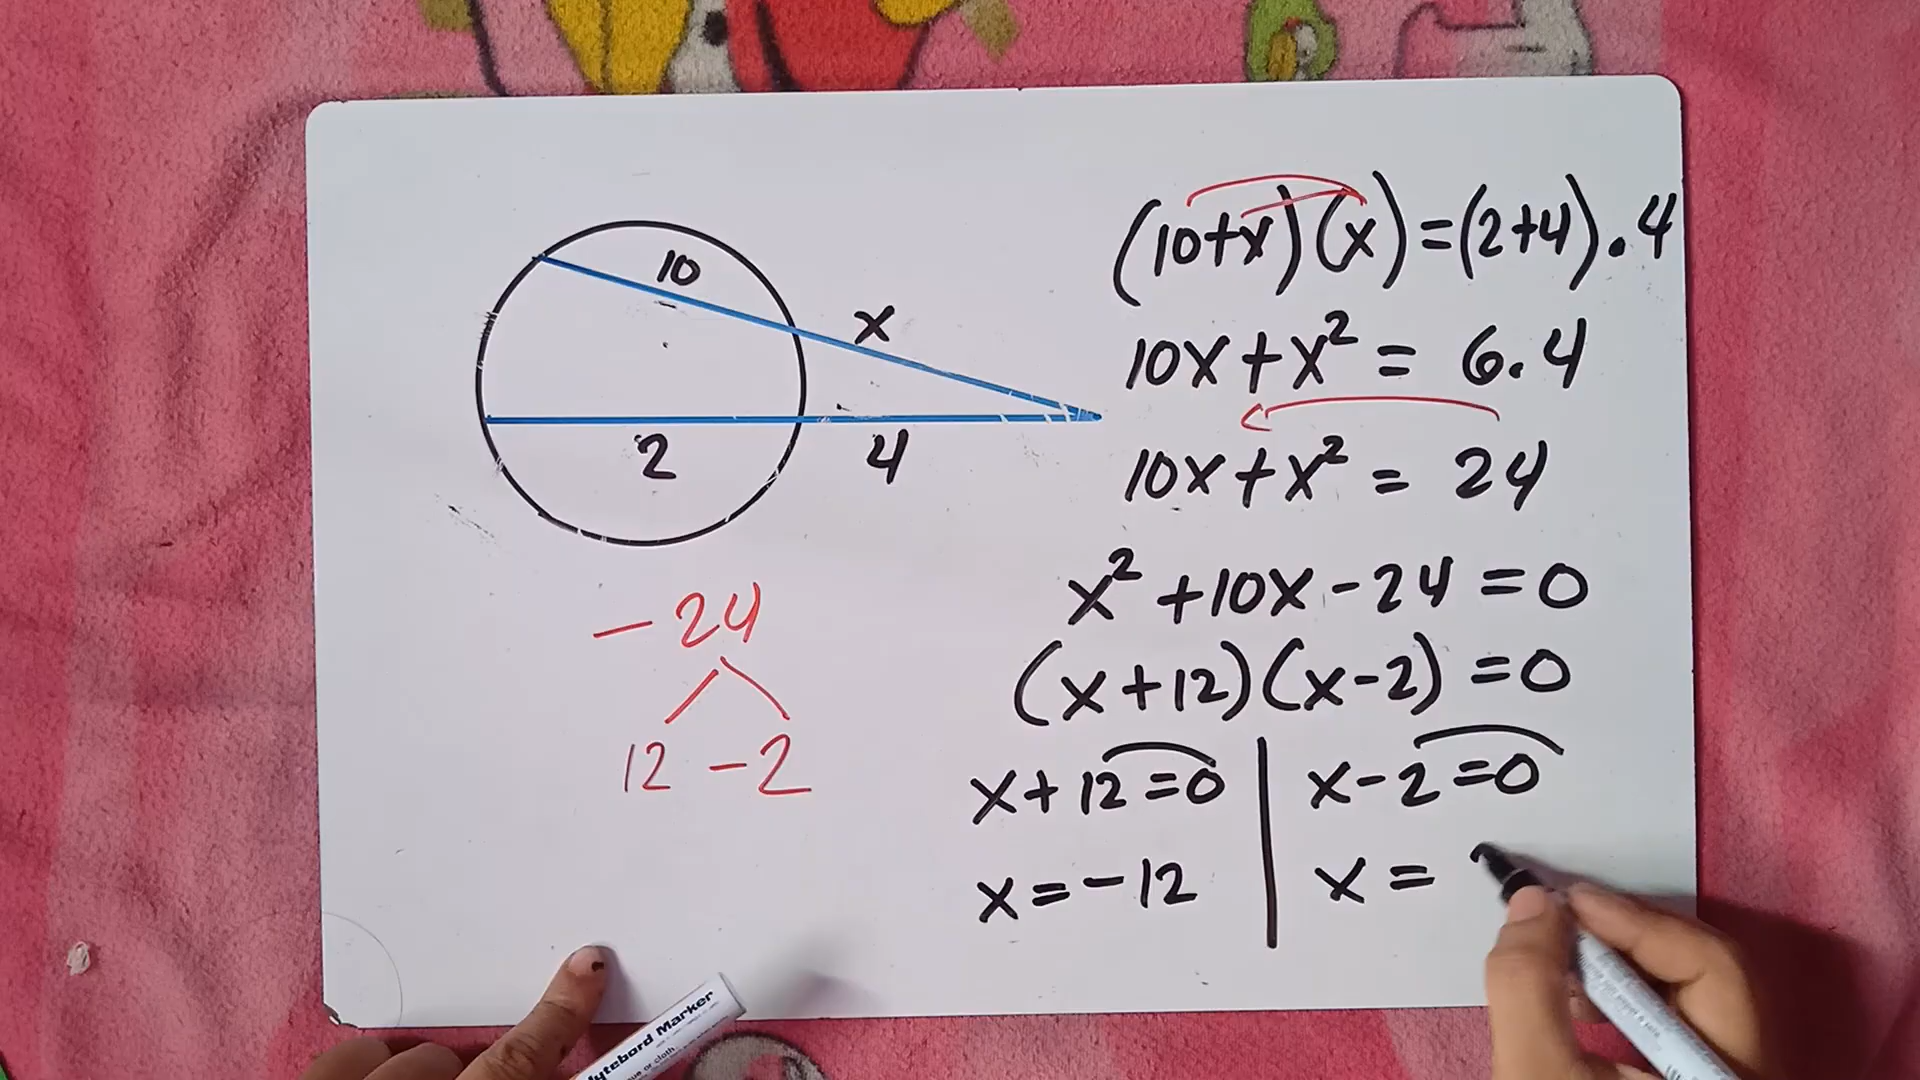 10
x
2
4
(10+x)(x)=(2+4).4
10x+x² = 6.4
10x+x² = 24
x²+10x-24=0
(x+12)(x-2)=0
x+12=0 | x-2=0
x=-12 | x=
-24
12 -2
Marker